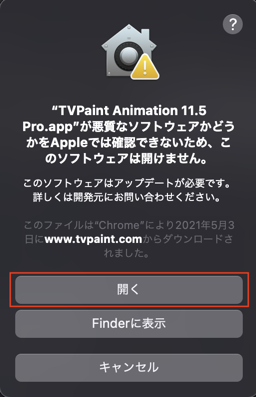 ?
“TVPaint Animation 11.5
Pro.app”が悪質なソフトウェアかどう
かをAppleでは確認できないため、こ
のソフトウェアは開けません。
このソフトウェアはアップデートが必要です。
詳しくは開発元にお問い合わせください。
このファイルは“Chrome”により2021年5月3
日にwww.tvpaint.comからダウンロードさ
れました。
開く
Finderに表示
キャンセル